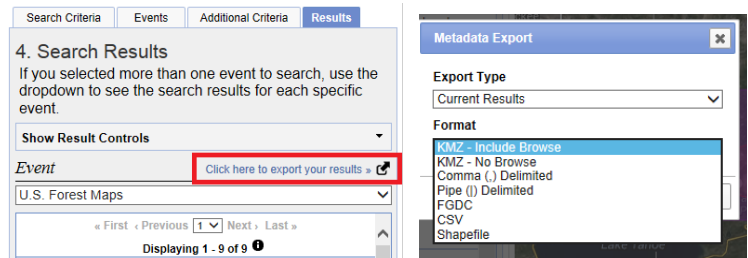 Search Criteria Events Additional Criteria Results
4. Search Results
If you selected more than one event to search, use the
dropdown to see the search results for each specific
event.
Show Result Controls
Event Click here to export your results »
U.S. Forest Maps
« First ‹ Previous 1 Next › Last »
Displaying 1 - 9 of 9
Metadata Export
Export Type
Current Results
Format
KMZ - Include Browse
KMZ - No Browse
Comma (,) Delimited
Pipe (|) Delimited
FGDC
CSV
Shapefile
Lake Tahoe